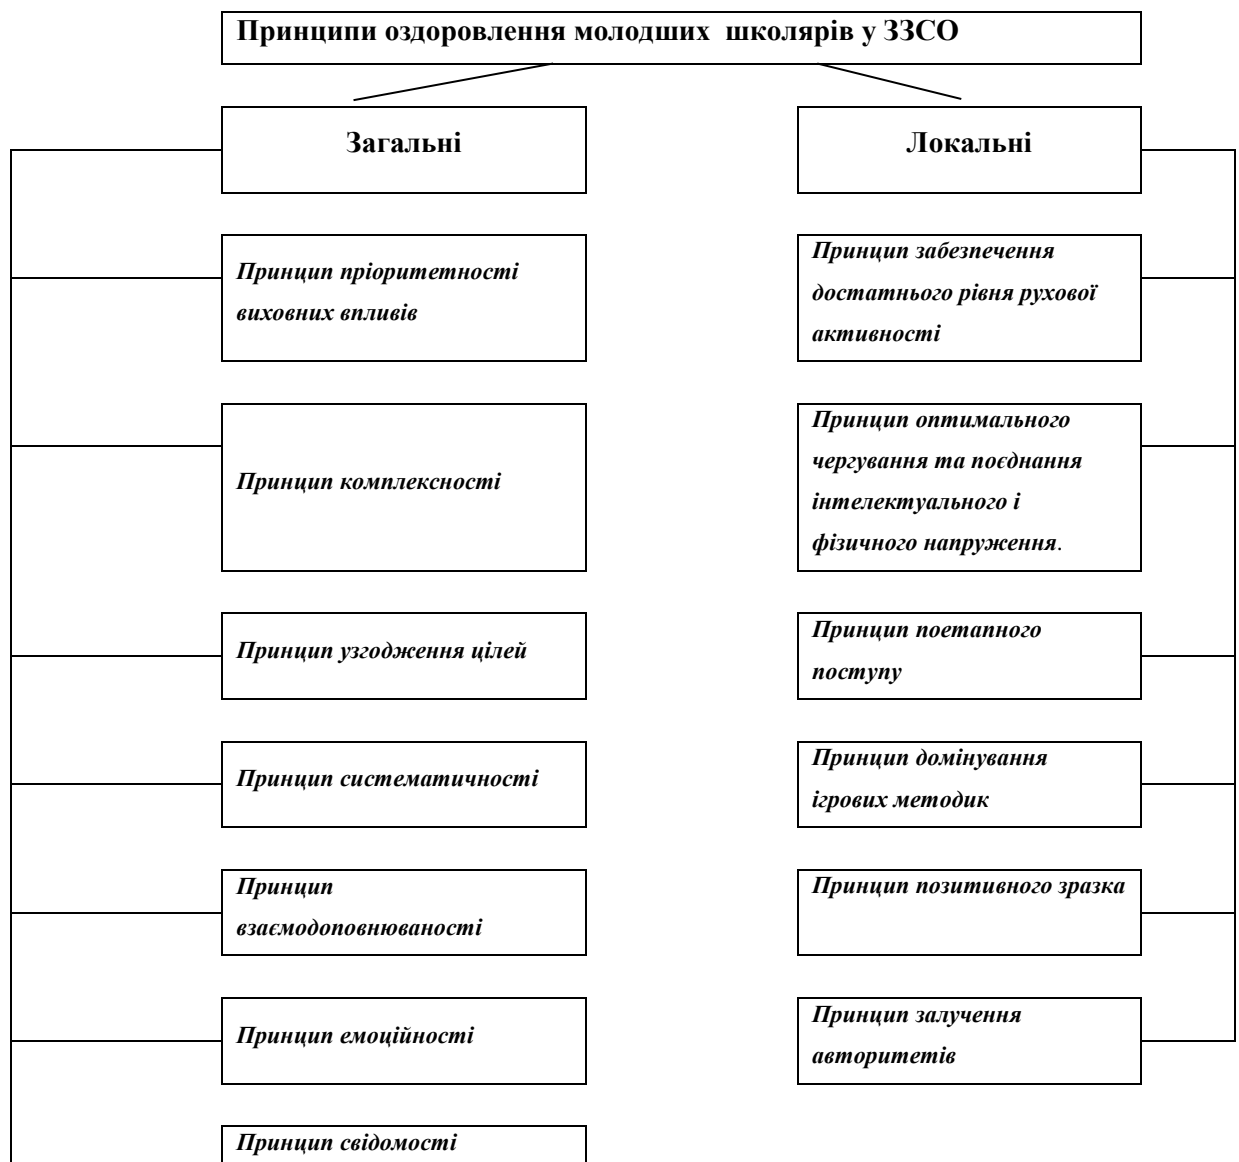 Принципи оздоровлення молодших школярів у ЗЗСО
Загальні
Локальні
Принцип пріоритетності
виховних впливів
Принцип забезпечення
достатнього рівня рухової
активності
Принцип комплексності
Принцип оптимального
чергування та поєднання
інтелектуального і
фізичного напруження.
Принцип узгодження цілей
Принцип поетапного
поступу
Принцип систематичності
Принцип домінування
ігрових методик
Принцип
взаємодоповнюваності
Принцип позитивного зразка
Принцип емоційності
Принцип залучення
авторитетів
Принцип свідомості